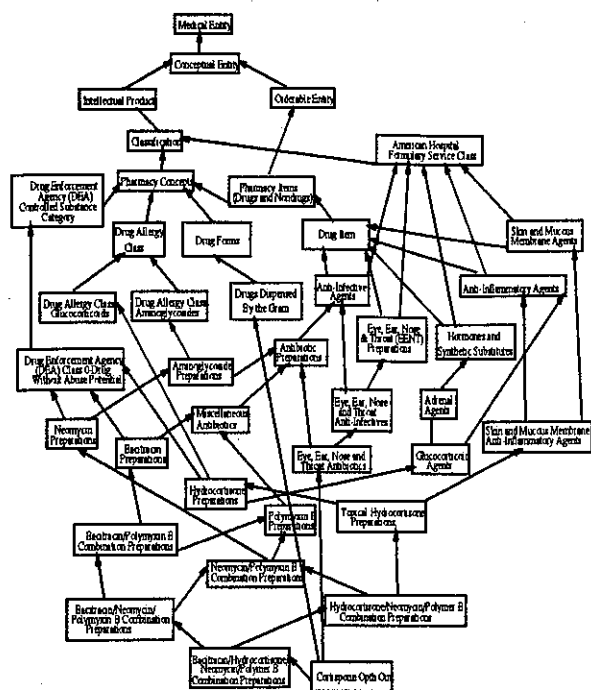 Medical Entity
Conceptual Entity
Intellectual Product
Orderable Entity
Classification
American Hospital
Formulary Service Class
Drug Enforcement
Agency (DEA)
Controlled Substance
Category
Pharmacy Concepts
Pharmacy Items
(Drugs and Nondrugs)
Drug Allergy
Class
Drug Forms
Drug Item
Skin and Mucous
Membrane Agents
Drug Allergy Class
Glucocorticoids
Drug Allergy Class
Aminoglycosides
Drugs Dispensed
By the Gram
Anti-Infective
Agents
Anti-Inflammatory Agents
Eye, Ear, Nose
& Throat (EENT)
Preparations
Hormones and
Synthetic Substitutes
Drug Enforcement Agency
(DEA) Class 0-Drug
Without Abuse Potential
Aminoglycoside
Preparations
Antibiotic
Preparations
Eye, Ear, Nose
and Throat
Anti-Infectives
Adrenal
Agents
Neomycin
Preparations
Bacitracin
Preparations
Miscellaneous
Antibiotics
Eye, Ear, Nose and
Throat Antibiotics
Glucocorticoid
Agents
Skin and Mucous Membrane
Anti-Inflammatory Agents
Hydrocortisone
Preparations
Polymyxin B
Preparations
Topical Hydrocortisone
Preparations
Bacitracin/Polymyxin B
Combination Preparations
Neomycin/Polymyxin B
Combination Preparations
Bacitracin/Neomycin/
Polymyxin B Combination
Preparations
Hydrocortisone/Neomycin/Polymer B
Combination Preparations
Bacitracin/Hydrocortisone/
Neomycin/Polymer B
Combination Preparations
Cortisporin Opth Oint